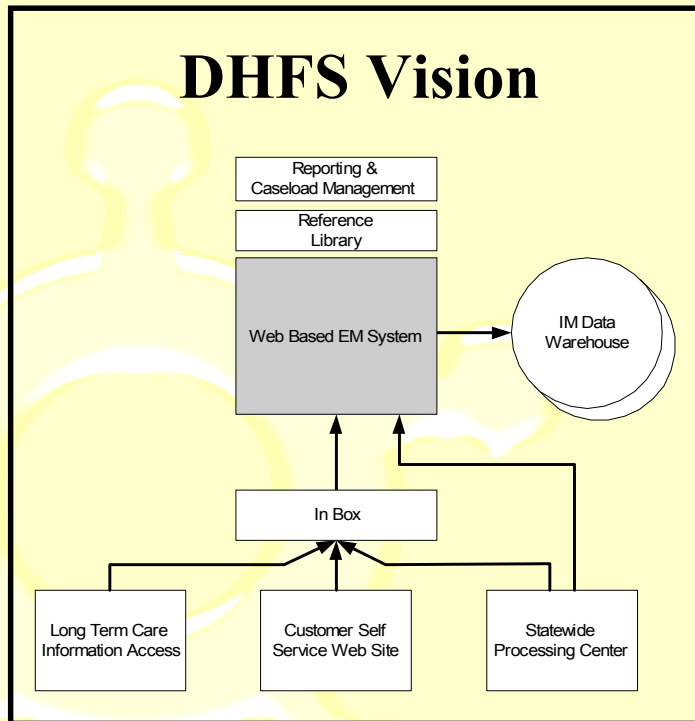 DHFS Vision
Reporting &
Caseload Management
Reference
Library
Web Based EM System
IM Data
Warehouse
In Box
Long Term Care
Information Access
Customer Self
Service Web Site
Statewide
Processing Center